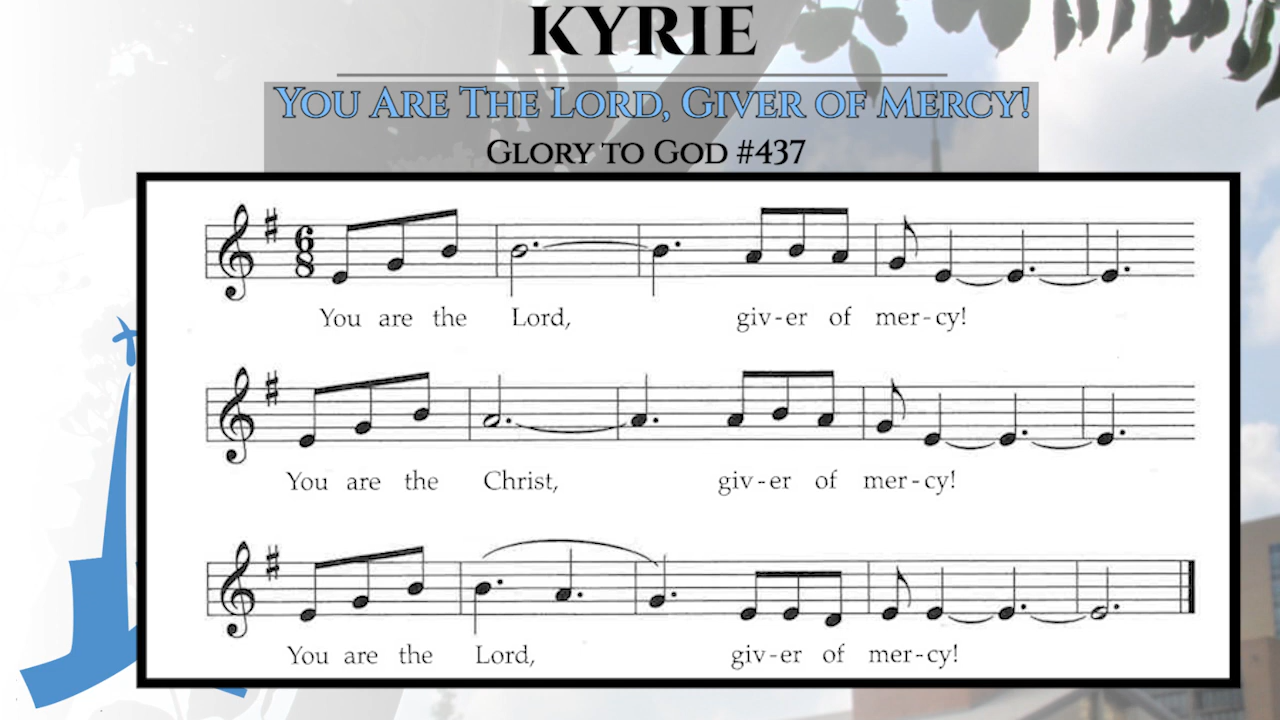 KYRIE
YOU ARE THE LORD, GIVER OF MERCY!
GLORY TO GOD #437
6
8
You are the Lord, giv-er of mer-cy!
You are the Christ, giv-er of mer-cy!
You are the Lord, giv-er of mer-cy!